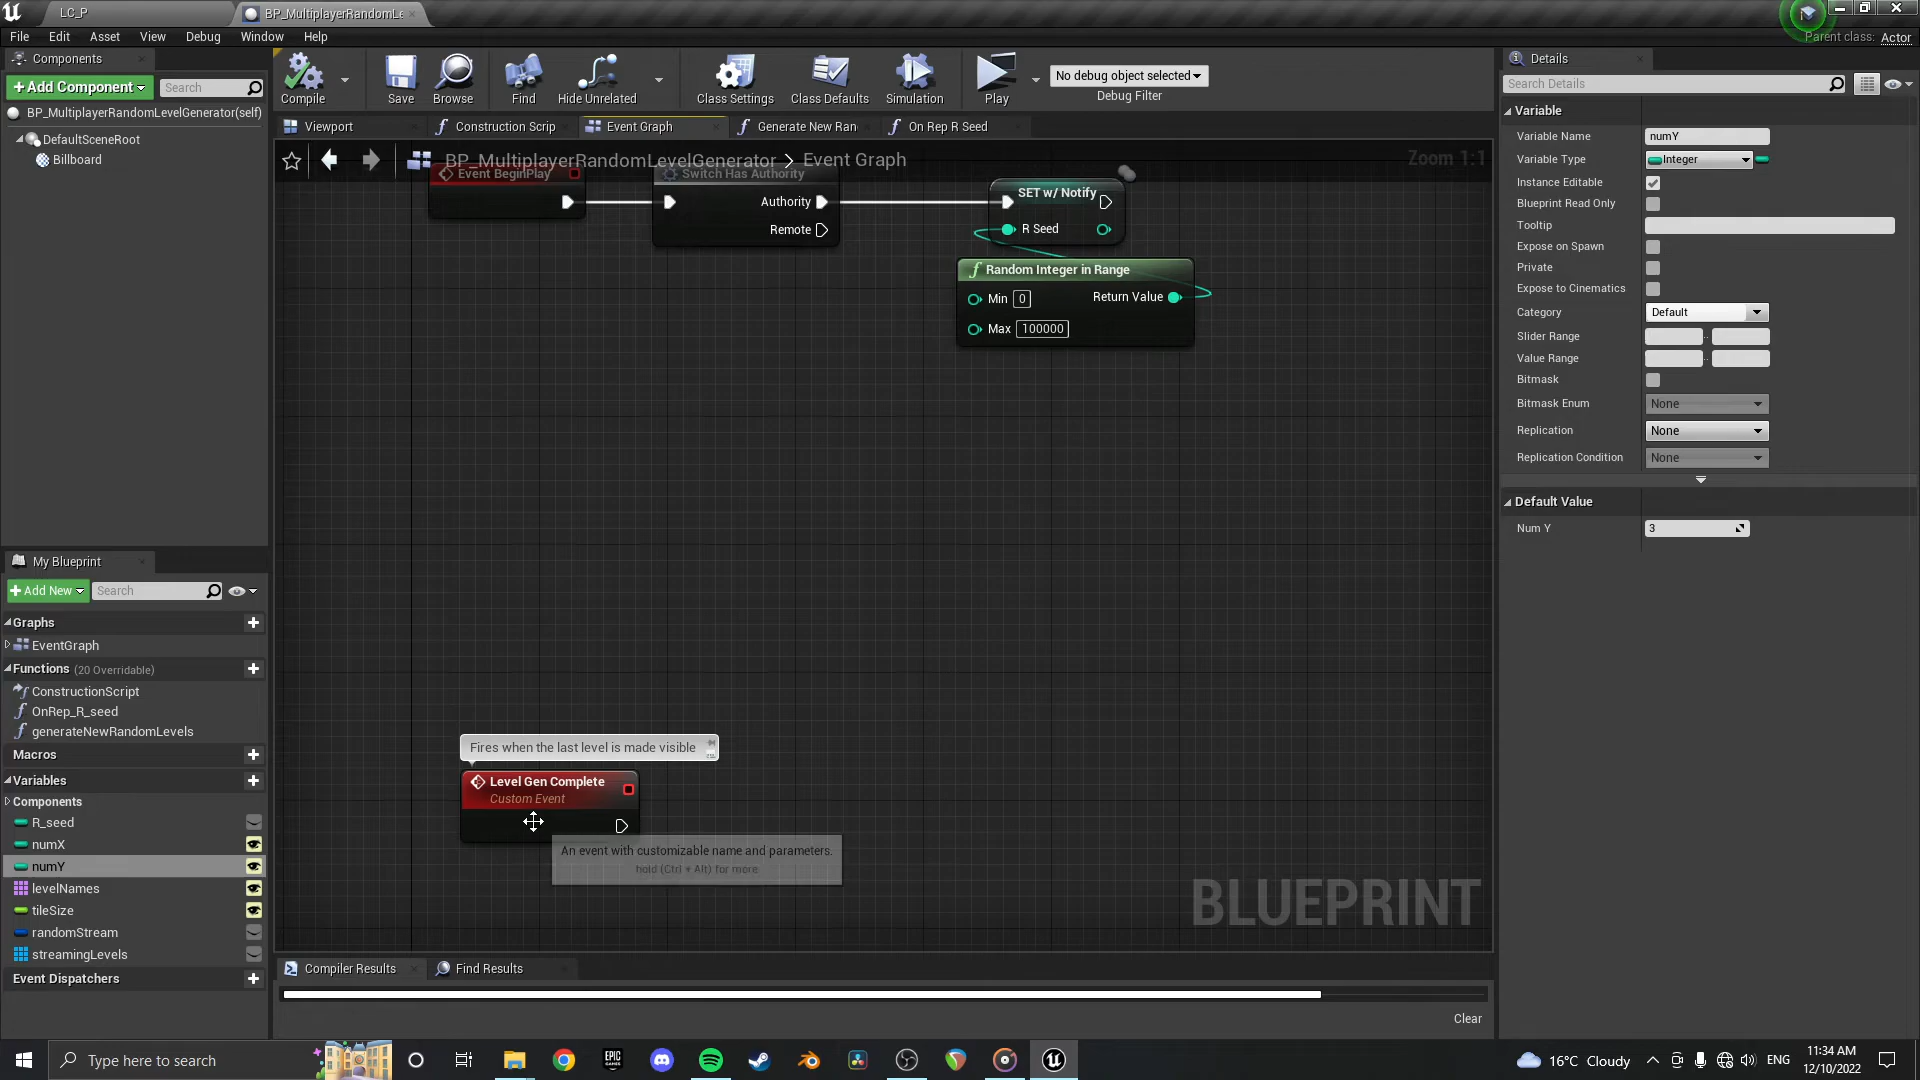 LC_P
BP_MultiplayerRandomLe
File Edit Asset View Debug Window Help
Parent class: Actor
Components
+Add Component
Search
BP_MultiplayerRandomLevelGenerator(self)
DefaultSceneRoot
Billboard
Compile
Save
Browse
Find
Hide Unrelated
Class Settings
Class Defaults
Simulation
Play
No debug object selected
Debug Filter
Viewport
Construction Scrip
Event Graph
Generate New Ran
On Rep R Seed
BP_MultiplayerRandomLevelGenerator > Event Graph
Zoom 1:1
Event BeginPlay
Switch Has Authority
Authority
Remote
SET w/ Notify
R Seed
Random Integer in Range
Min 0
Return Value
Max 100000
Fires when the last level is made visible
Level Gen Complete
Custom Event
An event with customizable name and parameters.
hold (Ctrl + Alt) for more
BLUEPRINT
My Blueprint
+Add New
Search
Graphs
EventGraph
Functions (20 Overridable)
ConstructionScript
OnRep_R_seed
generateNewRandomLevels
Macros
Variables
Components
R_seed
numX
numY
levelNames
tileSize
randomStream
streamingLevels
Event Dispatchers
Compiler Results
Find Results
Clear
Details
Search Details
Variable
Variable Name numY
Variable Type Integer
Instance Editable
Blueprint Read Only
Tooltip
Expose on Spawn
Private
Expose to Cinematics
Category Default
Slider Range
Value Range
Bitmask
Bitmask Enum None
Replication None
Replication Condition None
Default Value
Num Y 3
Type here to search
EPIC GAMES
16°C Cloudy
ENG
11:34 AM
12/10/2022